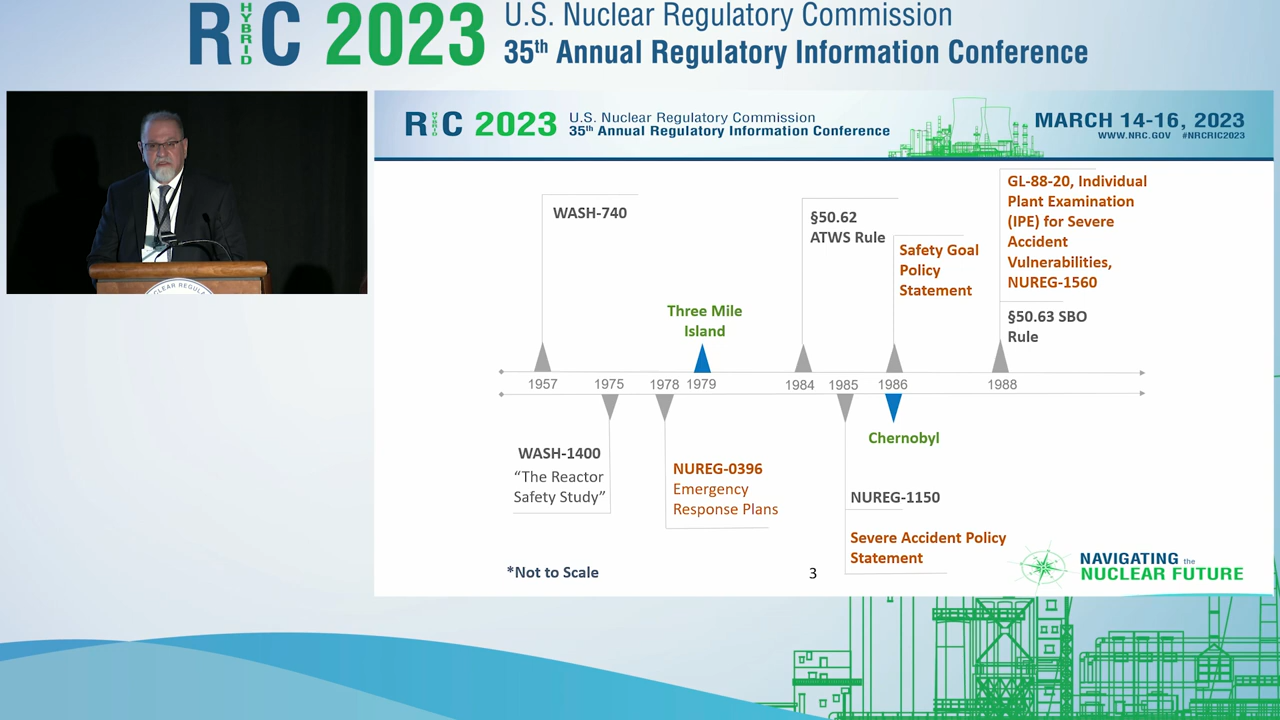 RIC 2023
HYBRID
U.S. Nuclear Regulatory Commission
35th Annual Regulatory Information Conference
RIC 2023
HYBRID
U.S. Nuclear Regulatory Commission
35th Annual Regulatory Information Conference
MARCH 14-16, 2023
WWW.NRC.GOV #NRCRIC2023
WASH-740
§50.62
ATWS Rule
Safety Goal
Policy
Statement
GL-88-20, Individual
Plant Examination
(IPE) for Severe
Accident
Vulnerabilities,
NUREG-1560
§50.63 SBO
Rule
Three Mile
Island
1957 1975 1978 1979 1984 1985 1986 1988
WASH-1400
“The Reactor
Safety Study”
NUREG-0396
Emergency
Response Plans
Chernobyl
NUREG-1150
Severe Accident Policy
Statement
*Not to Scale
3
NAVIGATING the
NUCLEAR FUTURE